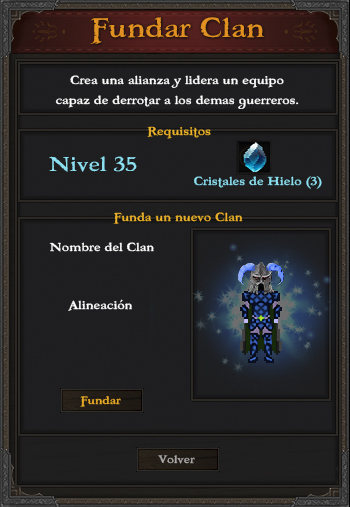 Fundar Clan
Crea una alianza y lidera un equipo
capaz de derrotar a los demas guerreros.
Requisitos
Nivel 35
Cristales de Hielo (3)
Funda un nuevo Clan
Nombre del Clan
Alineación
Fundar
Volver